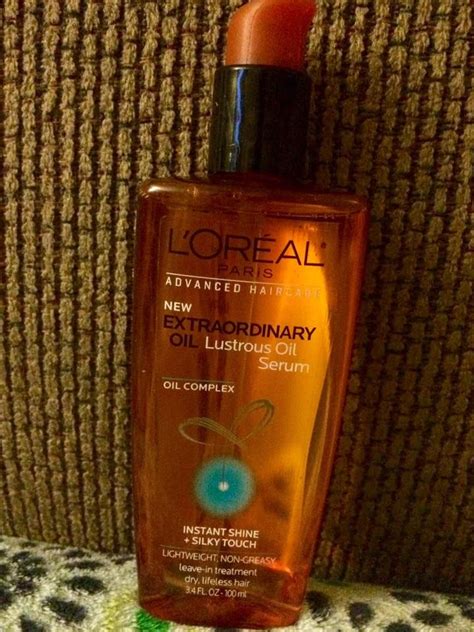 L'ORÉAL®
PARIS
ADVANCED HAIRCARE
NEW
EXTRAORDINARY
OIL Lustrous Oil
Serum
OIL COMPLEX
INSTANT SHINE
+ SILKY TOUCH
LIGHTWEIGHT, NON-GREASY
leave-in treatment
dry, lifeless hair
3.4 FL. OZ - 100 ml